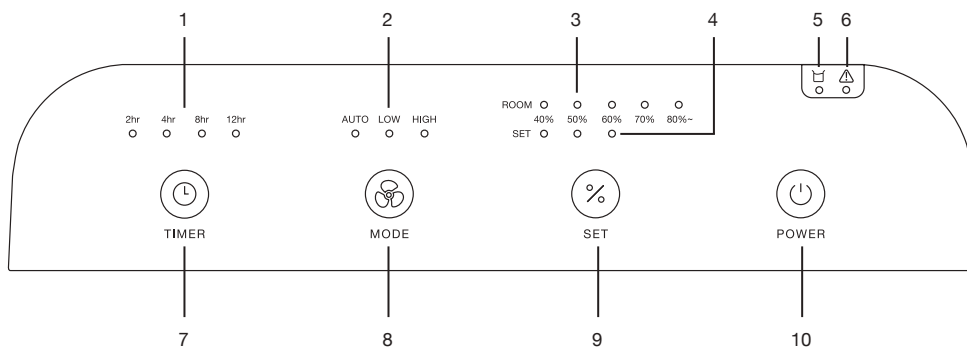 1 2 3 4 5 6
ROOM
2hr 4hr 8hr 12hr AUTO LOW HIGH 40% 50% 60% 70% 80%~
SET
TIMER MODE SET POWER
7 8 9 10